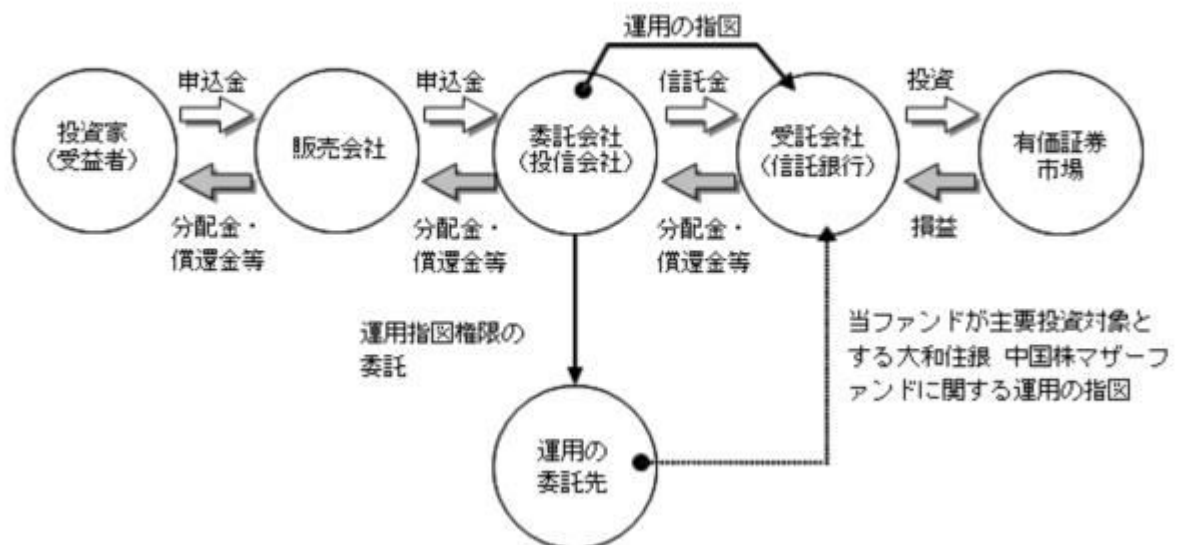 運用の指図
申込金
申込金
信託金
投資
投資家
（受益者）
販売会社
委託会社
（投信会社）
受託会社
（信託銀行）
有価証券
市場
分配金・
償還金等
分配金・
償還金等
分配金・
償還金等
損益
運用指図権限の
委託
当ファンドが主要投資対象と
する大和住銀 中国株マザーフ
ァンドに関する運用の指図
運用の
委託先